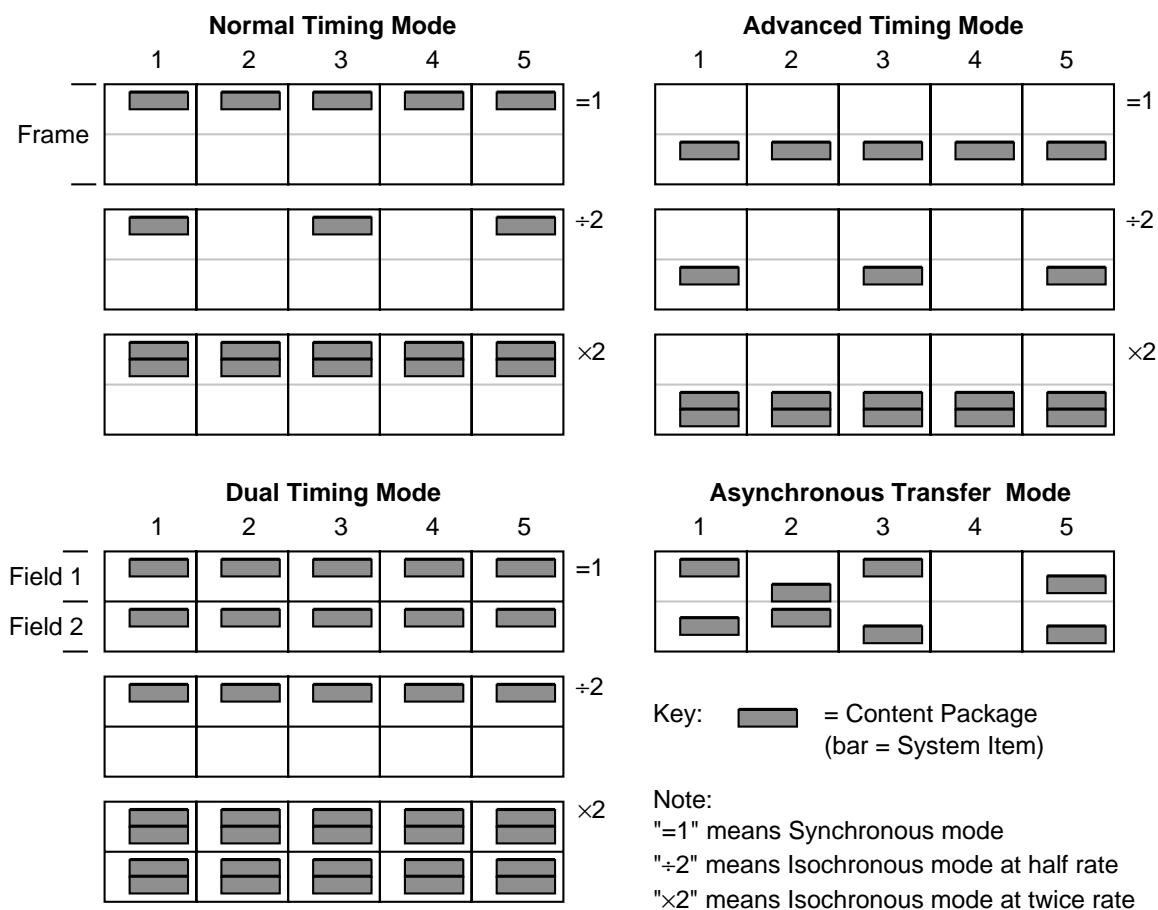 Normal Timing Mode
1 2 3 4 5
=1
Frame
÷2
×2
Advanced Timing Mode
1 2 3 4 5
=1
÷2
×2
Dual Timing Mode
1 2 3 4 5
Field 1
=1
Field 2
÷2
×2
Asynchronous Transfer Mode
1 2 3 4 5
Key:
= Content Package
(bar = System Item)
Note:
"=1" means Synchronous mode
"÷2" means Isochronous mode at half rate
"×2" means Isochronous mode at twice rate